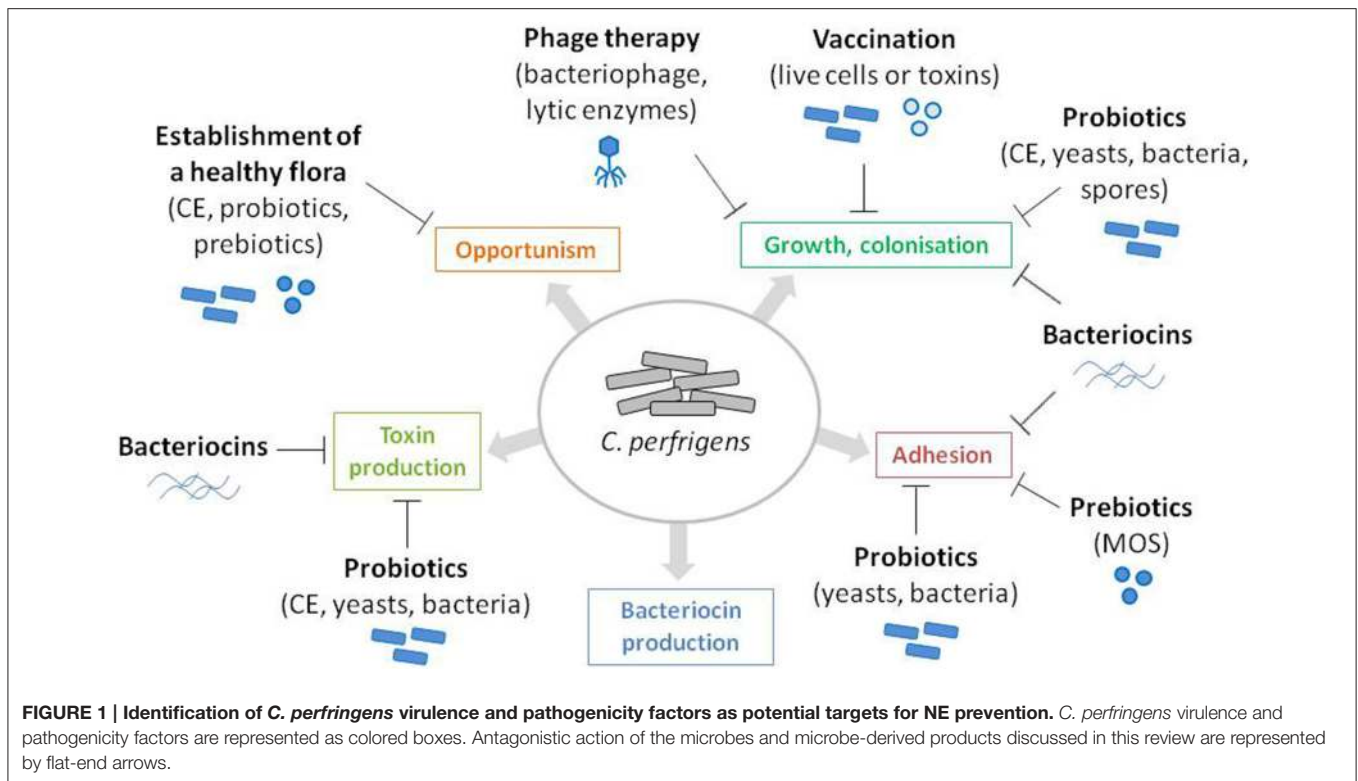 Phage therapy
(bacteriophage,
lytic enzymes)
Vaccination
(live cells or toxins)
Probiotics
(CE, yeasts, bacteria,
spores)
Establishment of
a healthy flora
(CE, probiotics,
prebiotics)
Opportunism
Growth, colonisation
Bacteriocins
C. perfrigens
Bacteriocins
Toxin
production
Adhesion
Prebiotics
(MOS)
Probiotics
(CE, yeasts, bacteria)
Bacteriocin
production
Probiotics
(yeasts, bacteria)
FIGURE 1 | Identification of C. perfringens virulence and pathogenicity factors as potential targets for NE prevention. C. perfringens virulence and
pathogenicity factors are represented as colored boxes. Antagonistic action of the microbes and microbe-derived products discussed in this review are represented
by flat-end arrows.